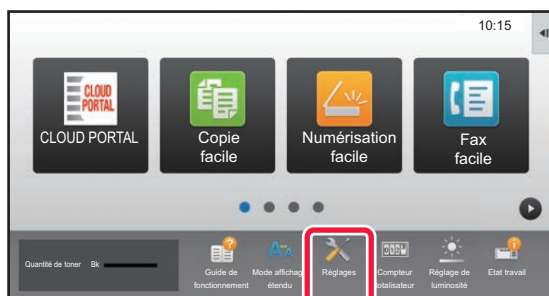 10:15
CLOUD
PORTAL
CLOUD PORTAL
Copie
facile
Numérisation
facile
Fax
facile
Quantité de toner Bk
Guide de
fonctionnement
Mode affichage
étendu
Réglages
Compteur
totalisateur
Réglage de
luminosité
Etat travail